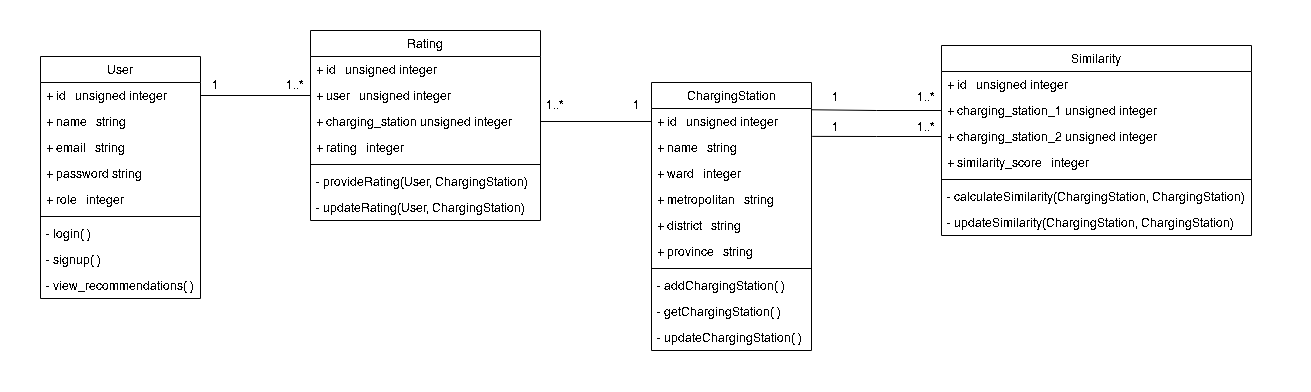 User
+ id unsigned integer
+ name string
+ email string
+ password string
+ role integer
- login()
- signup()
- view_recommendations()
1
1..*
Rating
+ id unsigned integer
+ user unsigned integer
+ charging_station unsigned integer
+ rating integer
- provideRating(User, ChargingStation)
- updateRating(User, ChargingStation)
1..*
1
ChargingStation
+ id unsigned integer
+ name string
+ ward integer
+ metropolitan string
+ district string
+ province string
- addChargingStation()
- getChargingStation()
- updateChargingStation()
1
1..*
1
1..*
Similarity
+ id unsigned integer
+ charging_station_1 unsigned integer
+ charging_station_2 unsigned integer
+ similarity_score integer
- calculateSimilarity(ChargingStation, ChargingStation)
- updateSimilarity(ChargingStation, ChargingStation)